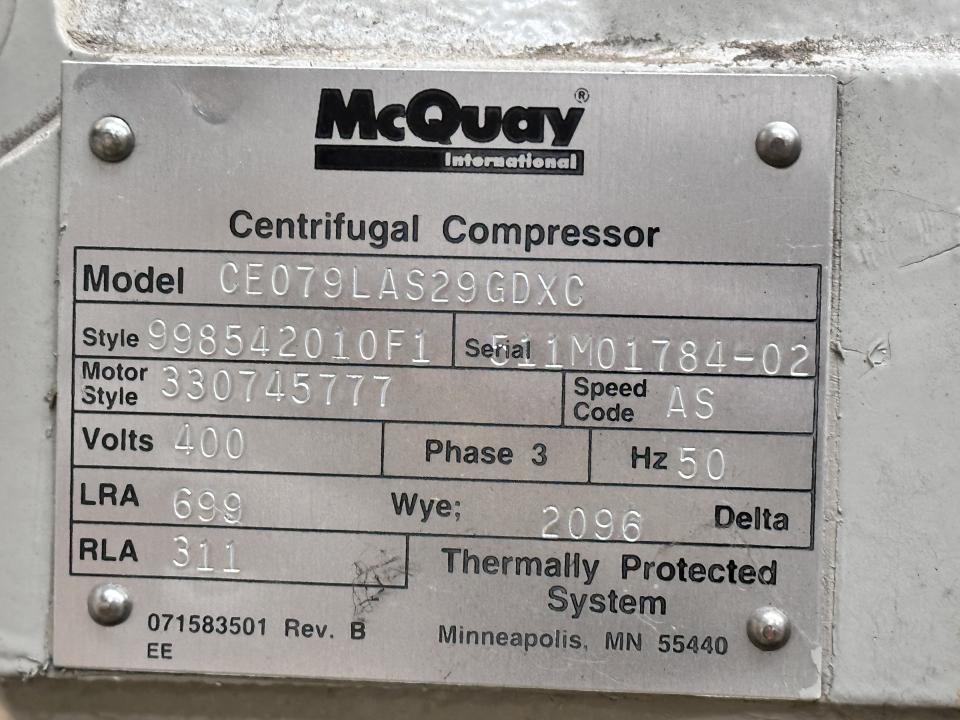 McQuay®
International
Centrifugal Compressor
Model CE079LAS29GDXC
Style 998542010F1 Serial 511M01784-02
Motor Style 330745777 Speed Code AS
Volts 400 Phase 3 Hz 50
LRA 699 Wye; 2096 Delta
RLA 311
Thermally Protected
System
071583501 Rev. B
EE
Minneapolis, MN 55440